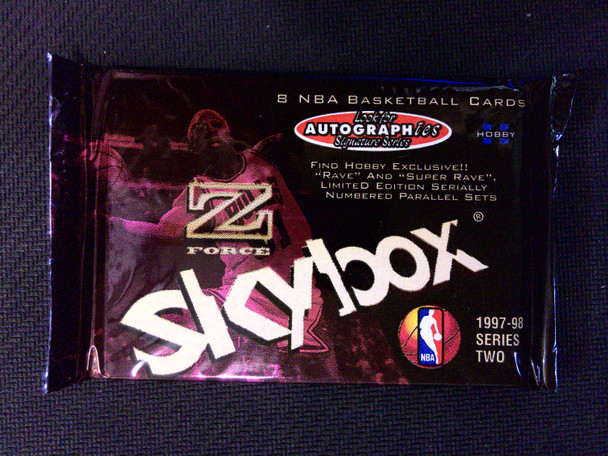 8 NBA BASKETBALL CARDS
Look for
AUTOGRAPHICS
Signature Series
HOBBY
FIND HOBBY EXCLUSIVE!!
"RAVE" AND "SUPER RAVE",
LIMITED EDITION SERIALLY
NUMBERED PARALLEL SETS
Z
FORCE
®
skybox
NBA
1997-98
SERIES
TWO